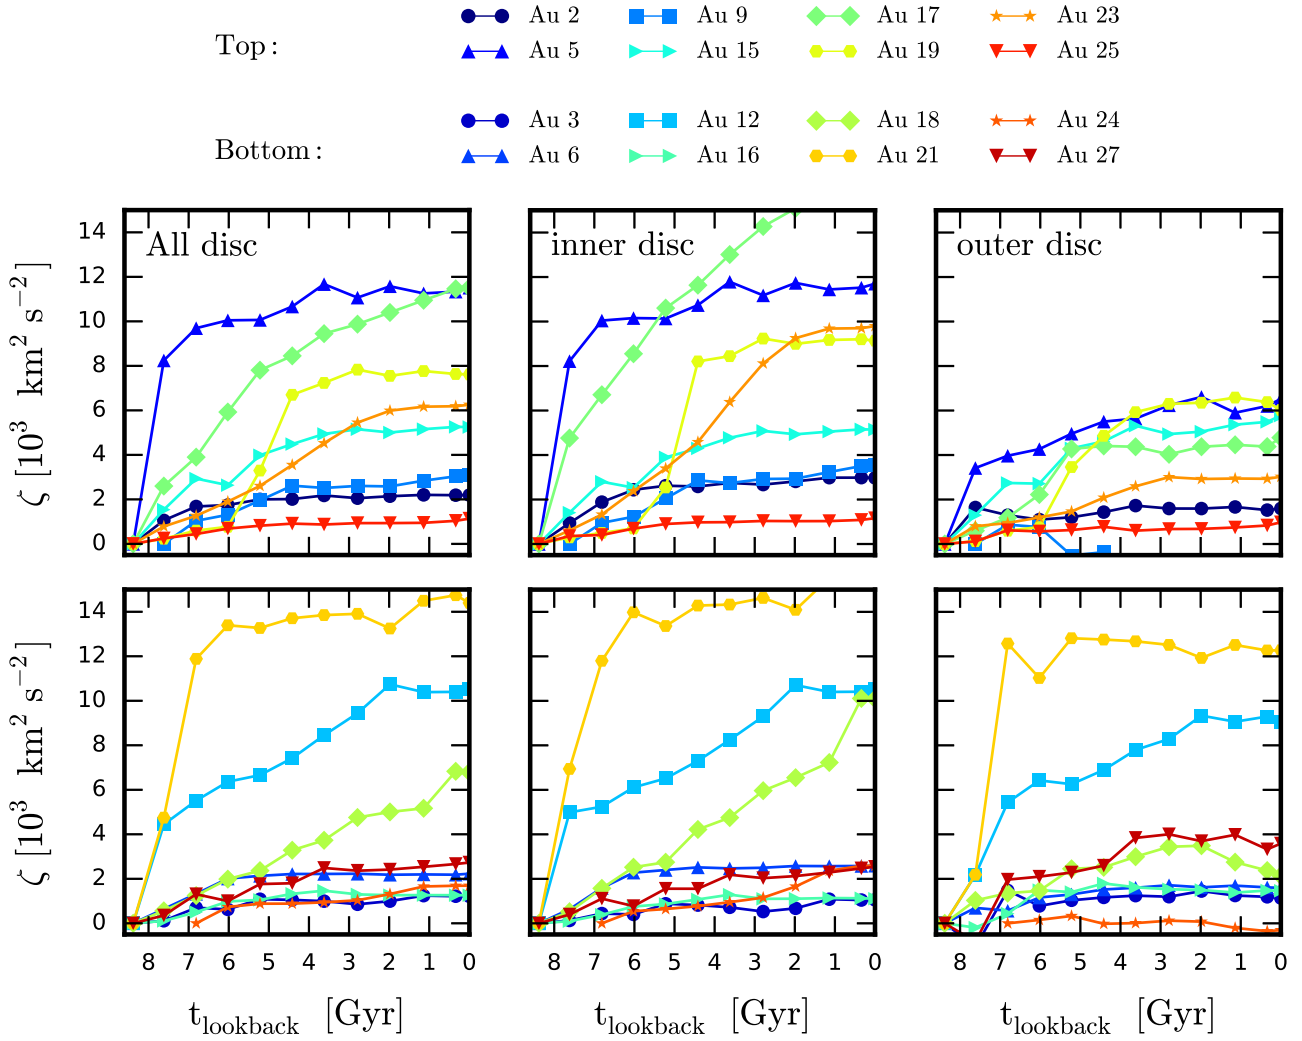 Top: Au 2 Au 9 Au 17 Au 23
Au 5 Au 15 Au 19 Au 25
Bottom: Au 3 Au 12 Au 18 Au 24
Au 6 Au 16 Au 21 Au 27
All disc inner disc outer disc
14
12
10
8
6
4
2
0
ζ [10³ km² s⁻²]
14
12
10
8
6
4
2
0
ζ [10³ km² s⁻²]
8 7 6 5 4 3 2 1 0 8 7 6 5 4 3 2 1 0 8 7 6 5 4 3 2 1 0
t_lookback [Gyr] t_lookback [Gyr] t_lookback [Gyr]